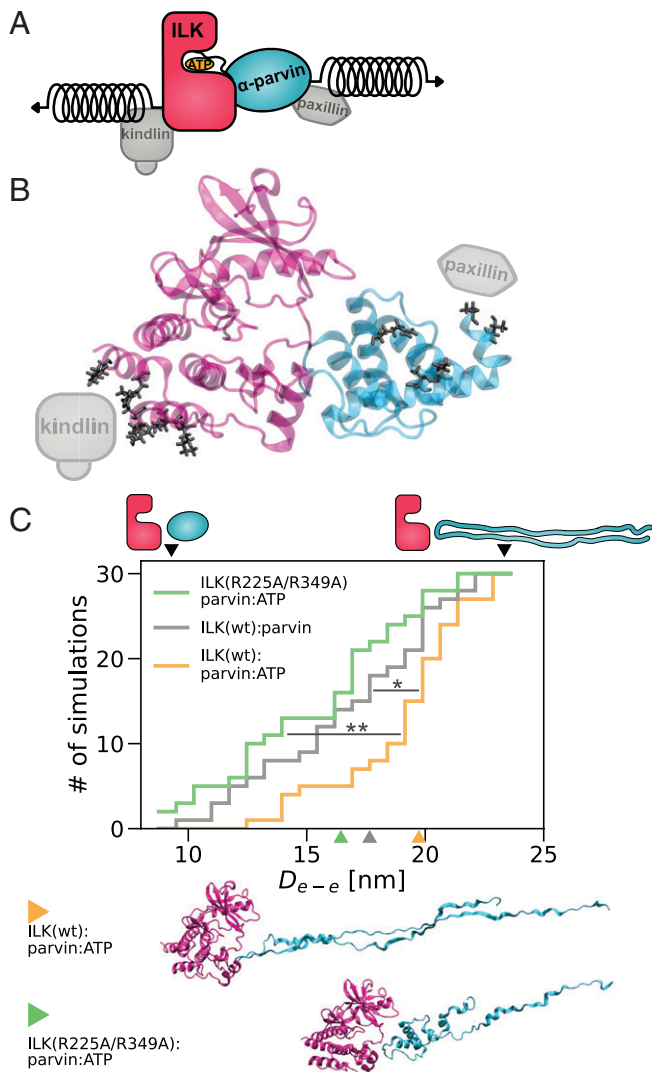 A
ILK
ATP
α-parvin
kindlin
paxillin
B
paxillin
kindlin
C
30
20
10
0
# of simulations
ILK(R225A/R349A)
parvin:ATP
ILK(wt):parvin
ILK(wt):
parvin:ATP
*
**
10
15
20
25
De−e [nm]
ILK(wt):
parvin:ATP
ILK(R225A/R349A):
parvin:ATP